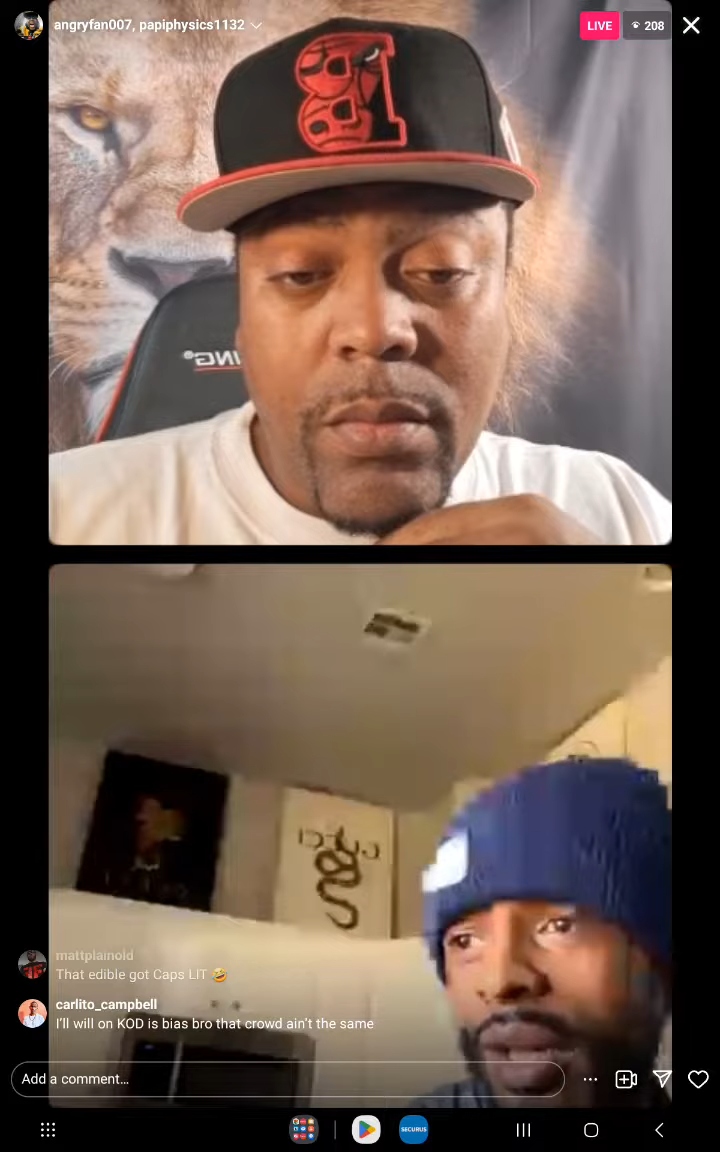 angryfan007, papiphysics1132
LIVE
208
B
mattplainold
That edible got Caps LIT 🤣
carlito_campbell
I'll will on KOD is bias bro that crowd ain't the same
Add a comment…
SECURUS